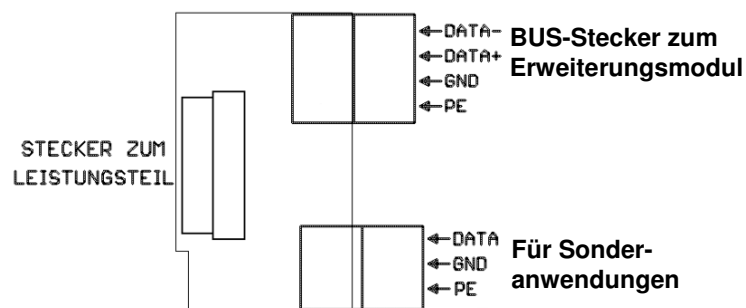 DATA-
DATA+
GND
PE
BUS-Stecker zum
Erweiterungsmodul
STECKER ZUM
LEISTUNGSTEIL
DATA
GND
PE
Für Sonder-
anwendungen